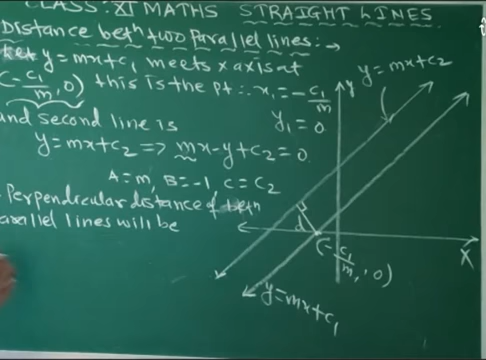 CLASS: XI MATHS STRAIGHT LINES
Distance betn two Parallel lines:→
Let y=mx+c₁ meets x axis at
(-c₁/m, 0) this is the pt ∴ x₁=-c₁/m
y₁=0
and second line is
y=mx+c₂ => mx-y+c₂=0
A=m, B=-1, C=C₂
Perpendicular distance of betn
parallel lines will be
y=mx+c₂
y
d
X
(-c₁/m, 0)
y=mx+c₁